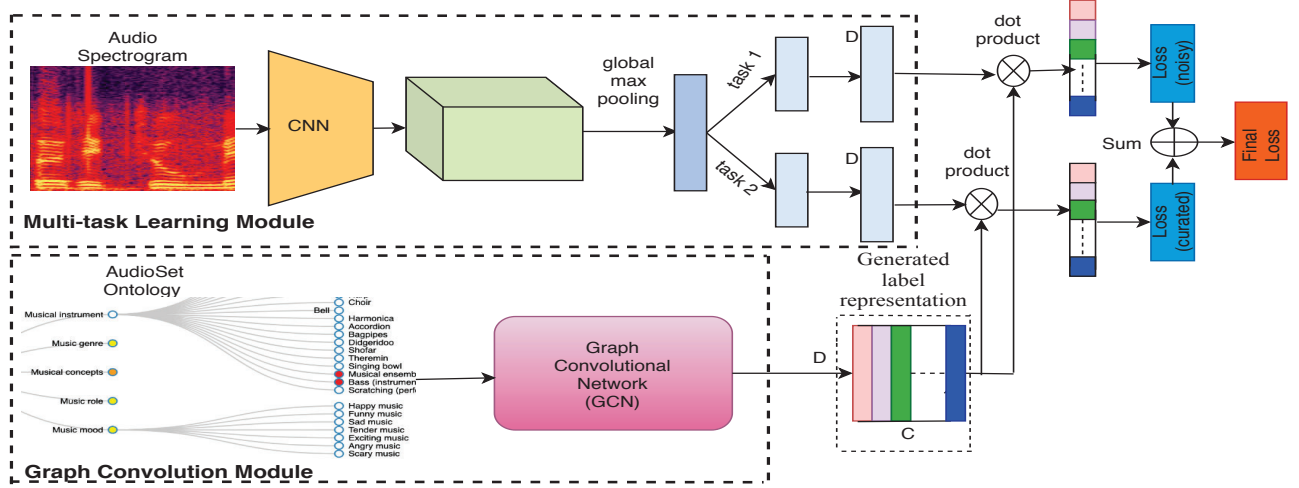 Audio
Spectrogram
CNN
global
max
pooling
task 1
task 2
D
D
dot
product
dot
product
Loss
(noisy)
Sum
Loss
(curated)
Final
Loss
Multi-task Learning Module
AudioSet
Ontology
Musical instrument
Music genre
Musical concepts
Music role
Music mood
Choir
Bell
Harmonica
Accordion
Bagpipes
Didgeridoo
Shofar
Theremin
Singing bowl
Musical ensemb
Bass (instrumen
Scratching (perf
Happy music
Funny music
Sad music
Tender music
Exciting music
Angry music
Scary music
Graph
Convolutional
Network
(GCN)
Generated
label
representation
D
C
Graph Convolution Module